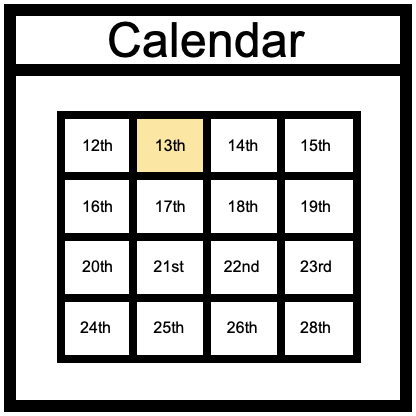 Calendar
12th 13th 14th 15th
16th 17th 18th 19th
20th 21st 22nd 23rd
24th 25th 26th 28th